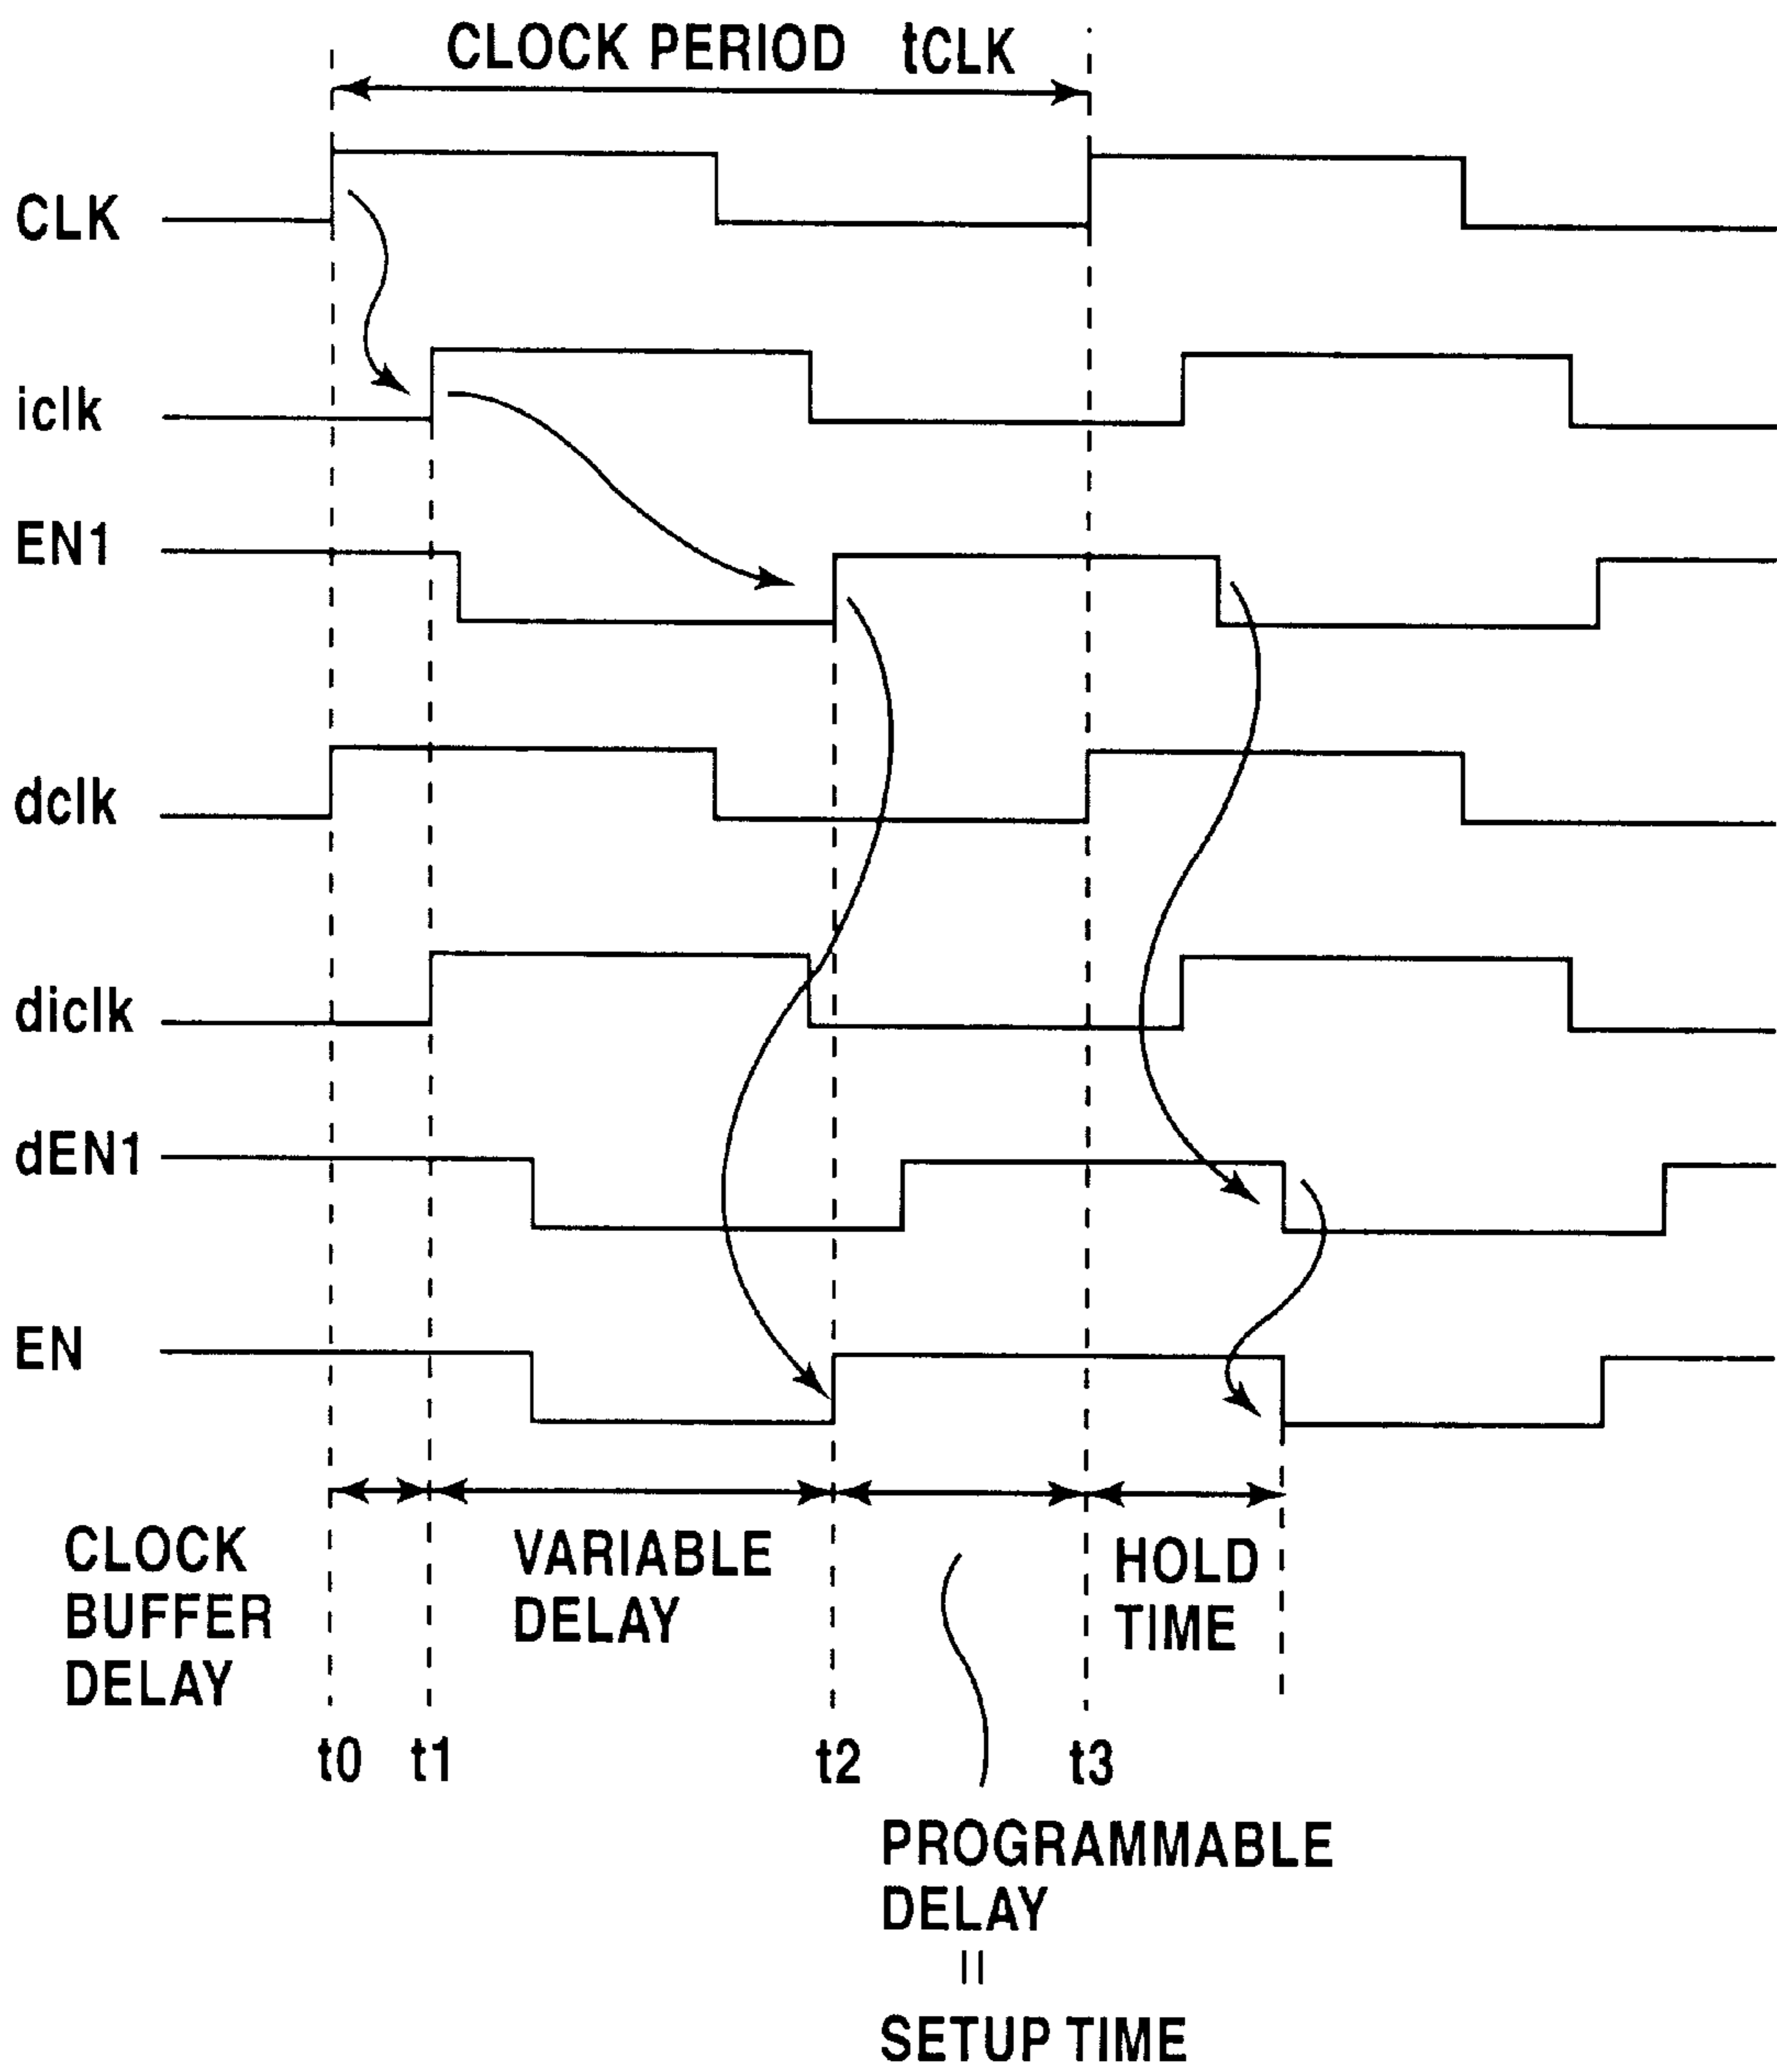 CLOCK PERIOD tCLK
CLK
iclk
EN1
dclk
diclk
dEN1
EN
CLOCK
BUFFER
DELAY
VARIABLE
DELAY
HOLD
TIME
t0
t1
t2
t3
PROGRAMMABLE
DELAY
=
SETUP TIME